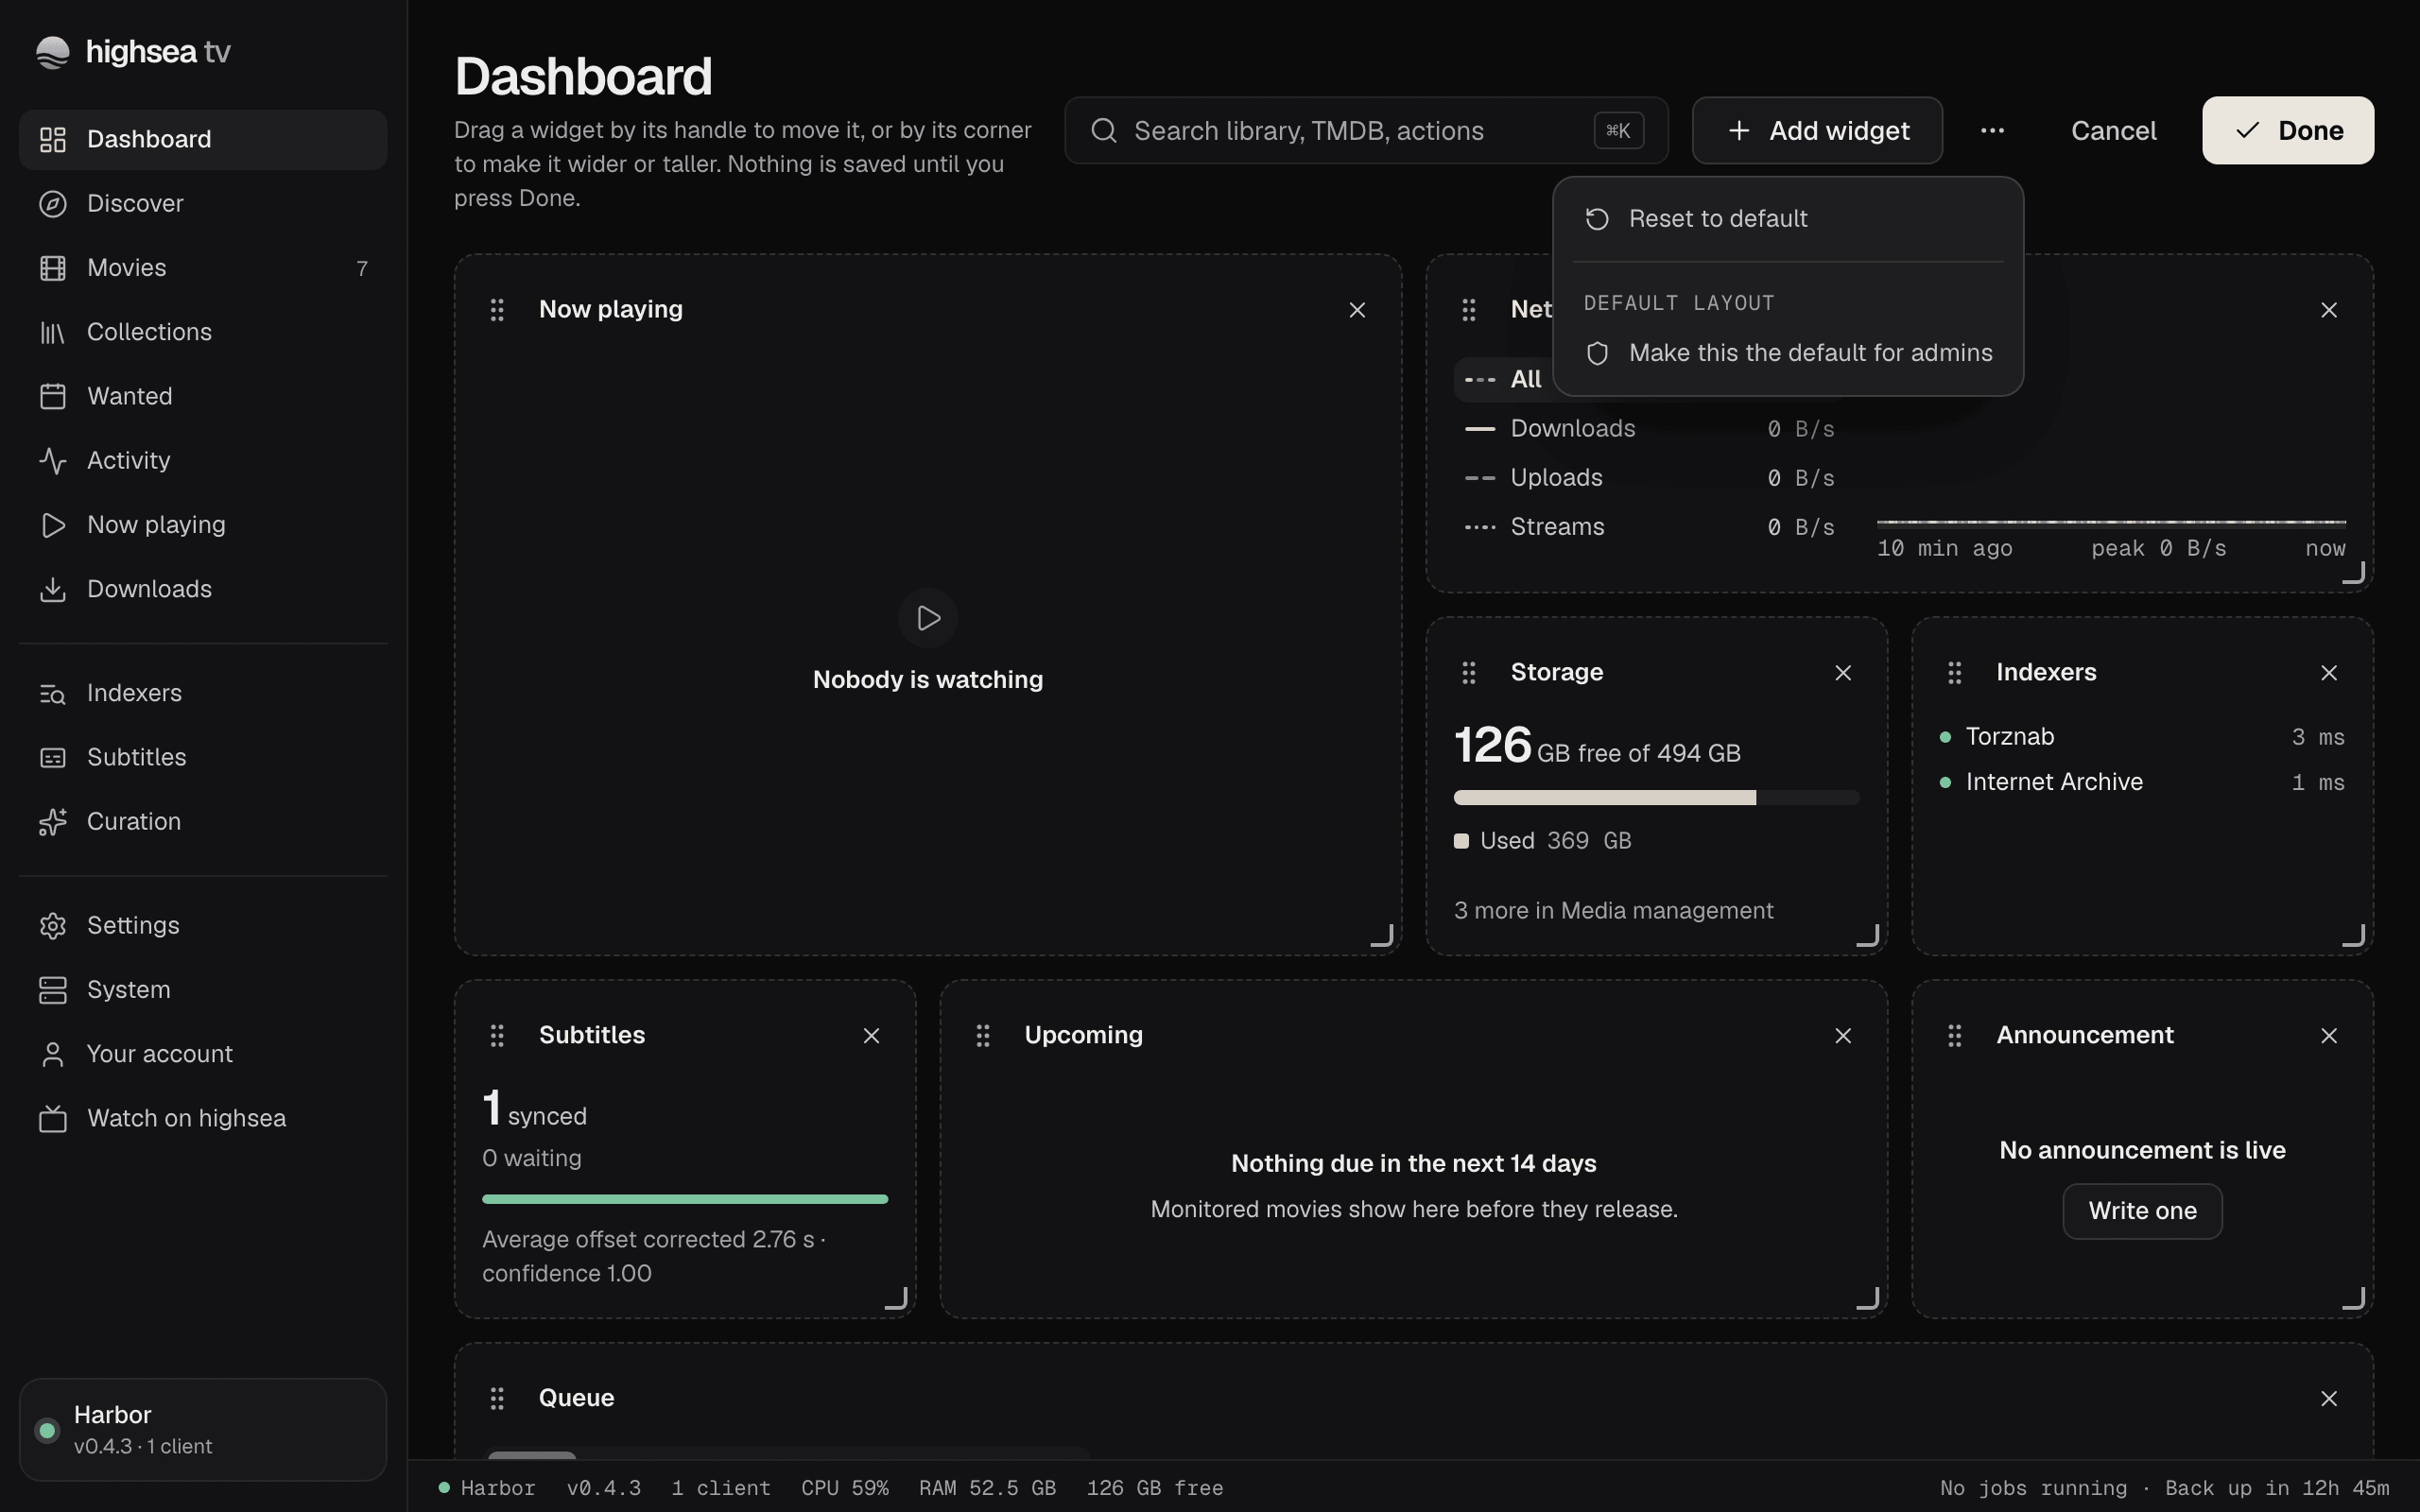 highsea tv
Dashboard
Discover
Movies 7
Collections
Wanted
Activity
Now playing
Downloads
Indexers
Subtitles
Curation
Settings
System
Your account
Watch on highsea
Harbor
v0.4.3 · 1 client
Dashboard
Drag a widget by its handle to move it, or by its corner
to make it wider or taller. Nothing is saved until you
press Done.
Search library, TMDB, actions ⌘K
Add widget
Cancel
Done
Reset to default
DEFAULT LAYOUT
Make this the default for admins
Now playing
Nobody is watching
Net
All
Downloads 0 B/s
Uploads 0 B/s
Streams 0 B/s
10 min ago peak 0 B/s now
Storage
126 GB free of 494 GB
Used 369 GB
3 more in Media management
Indexers
Torznab 3 ms
Internet Archive 1 ms
Subtitles
1 synced
0 waiting
Average offset corrected 2.76 s ·
confidence 1.00
Upcoming
Nothing due in the next 14 days
Monitored movies show here before they release.
Announcement
No announcement is live
Write one
Queue
Harbor v0.4.3 1 client CPU 59% RAM 52.5 GB 126 GB free
No jobs running · Back up in 12h 45m